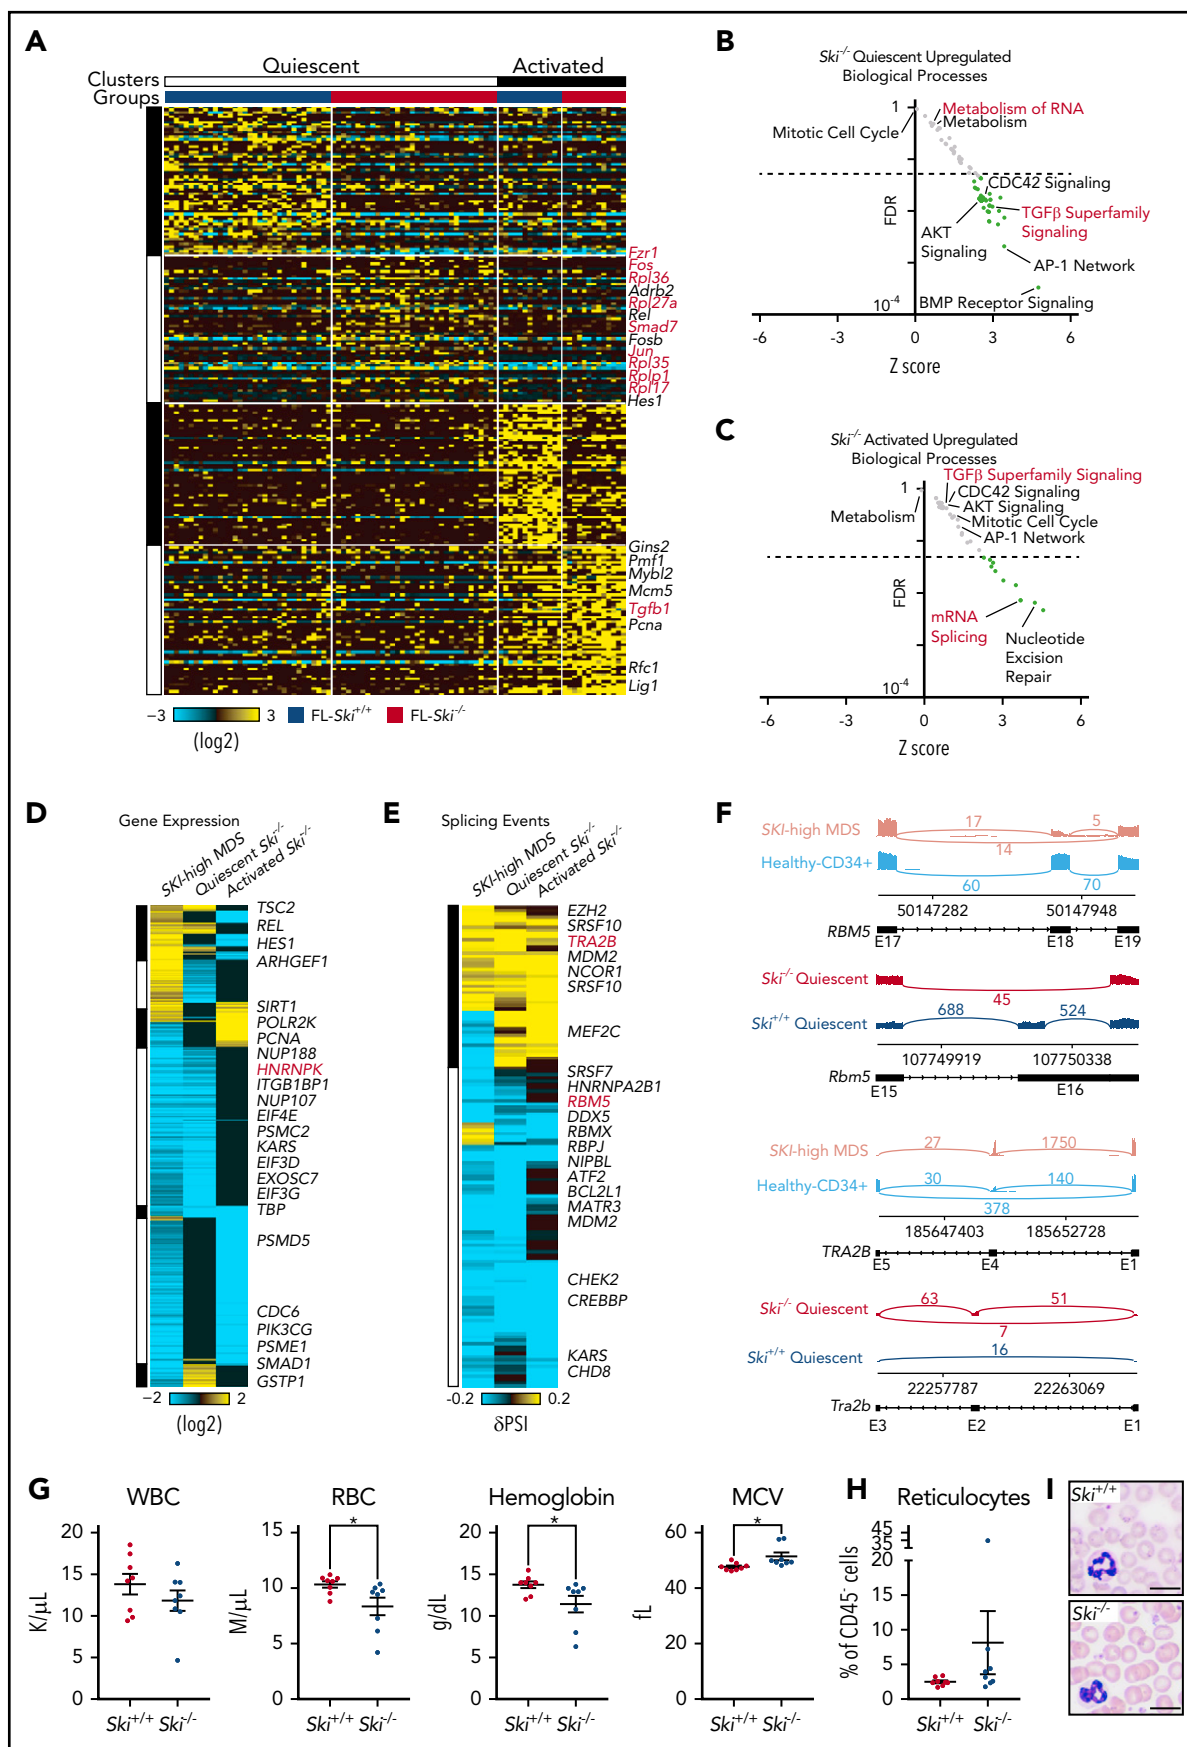 A
Quiescent
Activated
Clusters
Groups
Fzr1
Fos
Rpl36
Adrb2
Rpl27a
Rel
Smad7
Fosb
Jun
Rpl35
Rplp1
Rpl17
Hes1
Gins2
Pmf1
Mybl2
Mcm5
Tgfb1
Pcna
Rfc1
Lig1
−3 3
(log2)
FL-Ski+/+ FL-Ski-/-
B
Ski-/- Quiescent Upregulated
Biological Processes
1
Metabolism of RNA
Metabolism
Mitotic Cell Cycle
CDC42 Signaling
FDR
TGFβ Superfamily
Signaling
AKT
Signaling
AP-1 Network
BMP Receptor Signaling
10-4
-6 -3 0 3 6
Z score
C
Ski-/- Activated Upregulated
Biological Processes
TGFβ Superfamily Signaling
1
CDC42 Signaling
AKT Signaling
Metabolism
Mitotic Cell Cycle
AP-1 Network
FDR
mRNA
Splicing
Nucleotide
Excision
Repair
10-4
-6 -3 0 3 6
Z score
D
Gene Expression
SKI-high MDS
Quiescent Ski-/-
Activated Ski-/-
TSC2
REL
HES1
ARHGEF1
SIRT1
POLR2K
PCNA
NUP188
HNRNPK
ITGB1BP1
NUP107
EIF4E
PSMC2
KARS
EIF3D
EXOSC7
EIF3G
TBP
PSMD5
CDC6
PIK3CG
PSME1
SMAD1
GSTP1
−2 2
(log2)
E
Splicing Events
SKI-high MDS
Quiescent Ski-/-
Activated Ski-/-
EZH2
SRSF10
TRA2B
MDM2
NCOR1
SRSF10
MEF2C
SRSF7
HNRNPA2B1
RBM5
DDX5
RBMX
RBPJ
NIPBL
ATF2
BCL2L1
MATR3
MDM2
CHEK2
CREBBP
KARS
CHD8
-0.2 0.2
δPSI
F
SKI-high MDS
17 5
14
Healthy-CD34+
60 70
50147282 50147948
RBM5
E17 E18 E19
Ski-/- Quiescent
45
Ski+/+ Quiescent
688 524
107749919 107750338
Rbm5
E15 E16
SKI-high MDS
27 1750
Healthy-CD34+
30 140
378
185647403 185652728
TRA2B
E5 E4 E1
Ski-/- Quiescent
63 51
7
Ski+/+ Quiescent
16
22257787 22263069
Tra2b
E3 E2 E1
G
WBC
20
15
10
5
0
K/µL
Ski+/+ Ski-/-
RBC
*
15
10
5
0
M/µL
Ski+/+ Ski-/-
Hemoglobin
*
20
15
10
5
0
g/dL
Ski+/+ Ski-/-
MCV
*
60
40
20
0
fL
Ski+/+ Ski-/-
H
Reticulocytes
45
35
20
15
10
5
0
% of CD45- cells
Ski+/+ Ski-/-
I
Ski+/+
Ski-/-